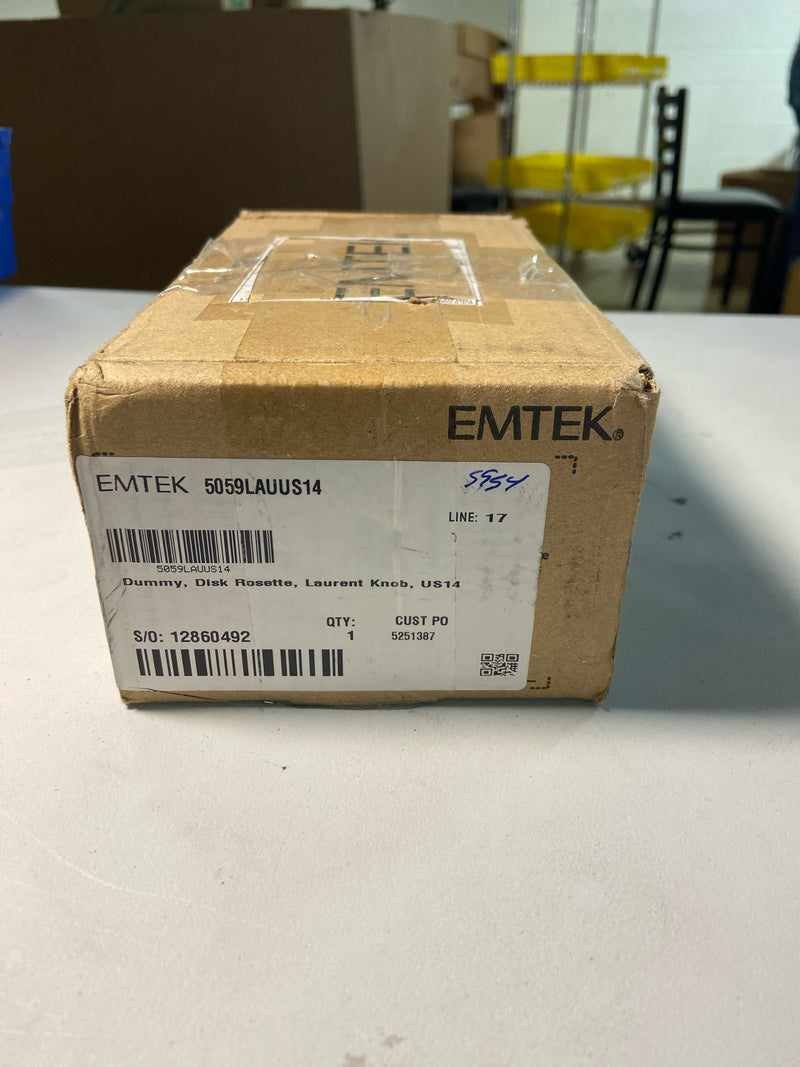 EMTEK
EMTEK®
EMTEK 5059LAUUS14
5954
LINE: 17
5059LAUUS14
Dummy, Disk Rosette, Laurent Knob, US14
QTY: CUST PO
S/O: 12860492 1 5251387